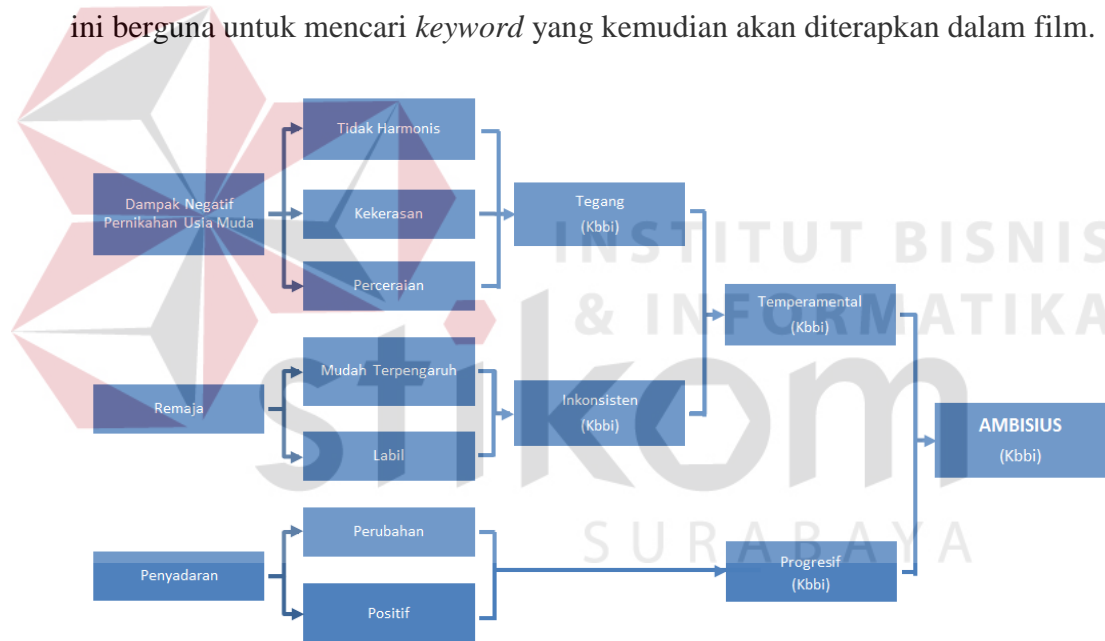 ini berguna untuk mencari keyword yang kemudian akan diterapkan dalam film.
Dampak Negatif
Pernikahan Usia Muda
Tidak Harmonis
Kekerasan
Perceraian
Tegang
(Kbbi)
Remaja
Mudah Terpengaruh
Labil
Inkonsisten
(Kbbi)
Temperamental
(Kbbi)
Penyadaran
Perubahan
Positif
Progresif
(Kbbi)
AMBISIUS
(Kbbi)
INSTITUT BISNIS
& INFORMATIKA
stikom
SURABAYA